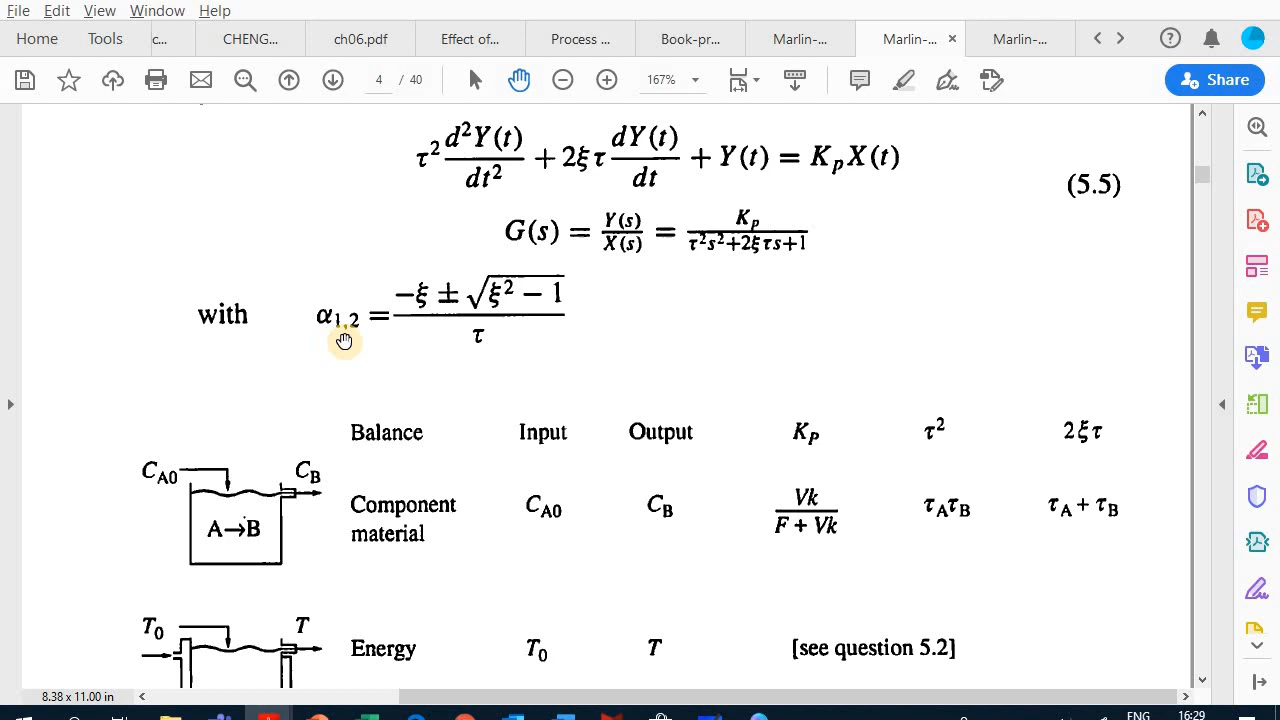 File Edit View Window Help
Home Tools c... CHENG... ch06.pdf Effect of... Process ... Book-pr... Marlin-... Marlin-... × Marlin-...
4 / 40 167% Share
τ² d²Y(t)/dt² + 2ξτ dY(t)/dt + Y(t) = K_p X(t)
(5.5)
G(s) = Y(s)/X(s) = K_p/(τ²s²+2ξτs+1)
with α₁,₂ = (−ξ ± √(ξ² − 1))/τ
Balance Input Output K_P τ² 2ξτ
C_A0 C_B
A→B
Component material C_A0 C_B Vk/(F + Vk) τ_Aτ_B τ_A + τ_B
T₀ T
Energy T₀ T [see question 5.2]
8.38 x 11.00 in
ENG 16:29